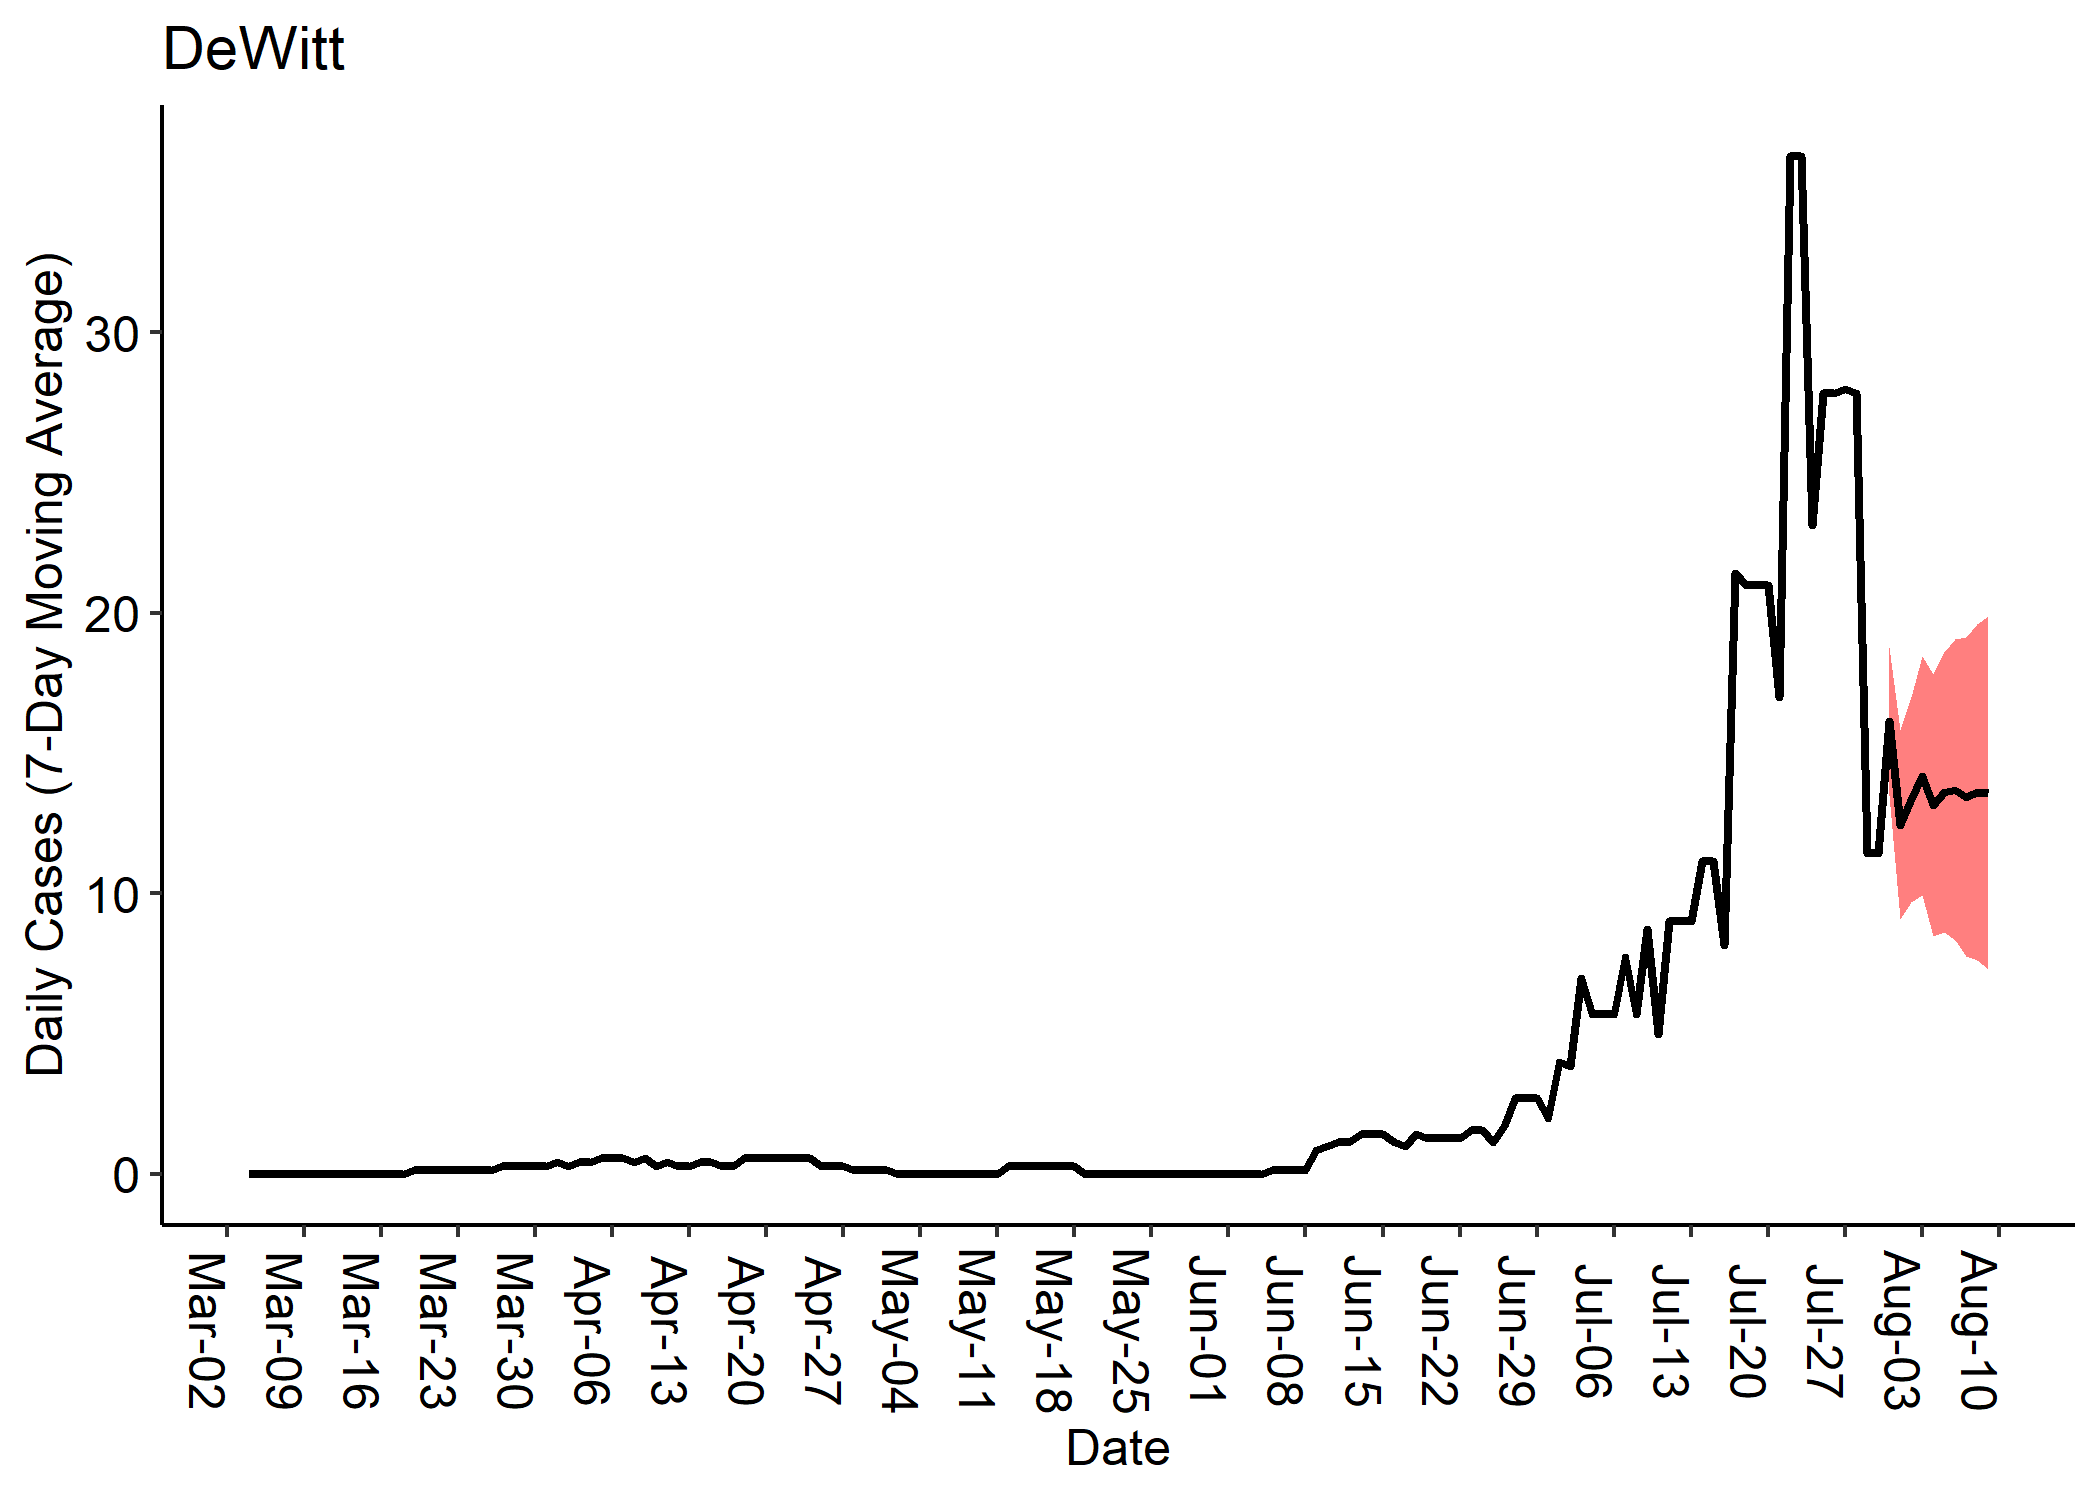 DeWitt
Daily Cases (7-Day Moving Average)
30
20
10
0
Mar-02
Mar-09
Mar-16
Mar-23
Mar-30
Apr-06
Apr-13
Apr-20
Apr-27
May-04
May-11
May-18
May-25
Jun-01
Jun-08
Jun-15
Jun-22
Jun-29
Jul-06
Jul-13
Jul-20
Jul-27
Aug-03
Aug-10
Date